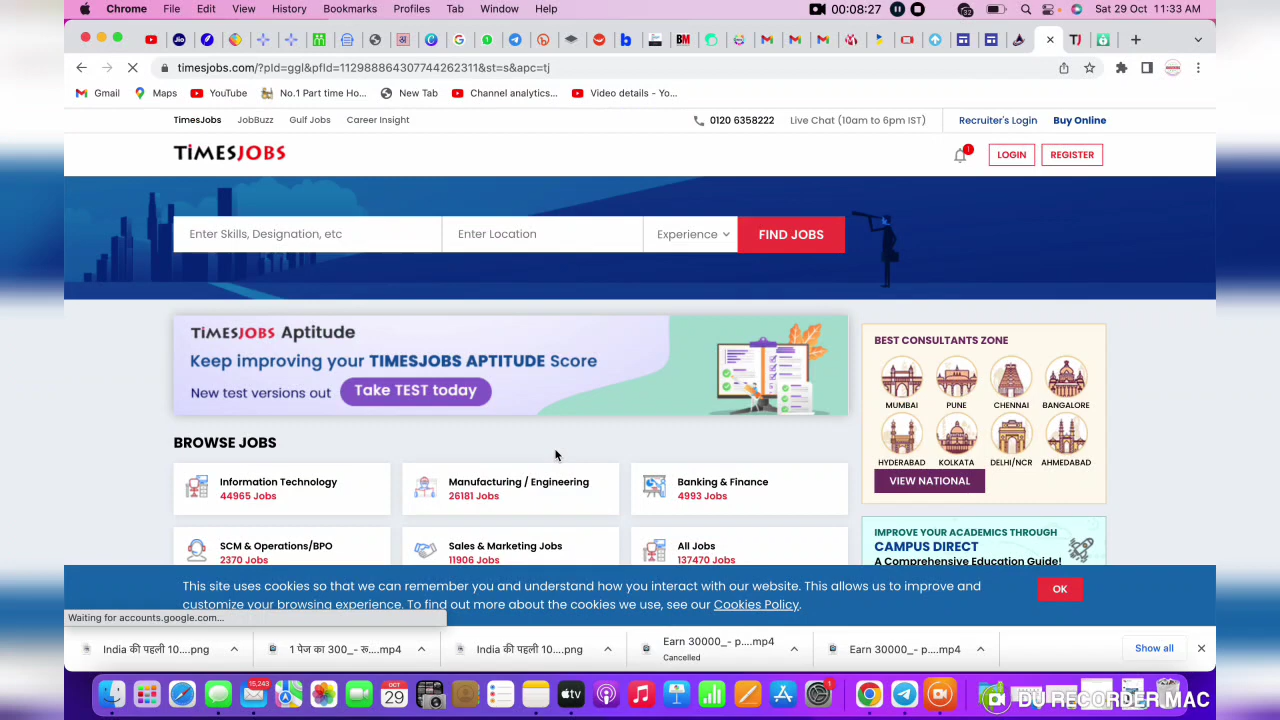 Chrome File Edit View History Bookmarks Profiles Tab Window Help 00:08:27 Sat 29 Oct 11:33 AM
timesjobs.com/?pld=ggl&pfld=11298886430774426231​1&st=s&apc=tj
Gmail Maps YouTube No.1 Part time Ho... New Tab Channel analytics... Video details - Yo...
TimesJobs JobBuzz Gulf Jobs Career Insight 0120 6358222 Live Chat (10am to 6pm IST) Recruiter's Login Buy Online
TIMESJOBS 1 LOGIN REGISTER
Enter Skills, Designation, etc Enter Location Experience FIND JOBS
TIMESJOBS Aptitude
Keep improving your TIMESJOBS APTITUDE Score
New test versions out Take TEST today
BEST CONSULTANTS ZONE
MUMBAI PUNE CHENNAI BANGALORE
HYDERABAD KOLKATA DELHI/NCR AHMEDABAD
VIEW NATIONAL
BROWSE JOBS
Information Technology
44965 Jobs
Manufacturing / Engineering
26181 Jobs
Banking & Finance
4993 Jobs
SCM & Operations/BPO
2370 Jobs
Sales & Marketing Jobs
11906 Jobs
All Jobs
137470 Jobs
IMPROVE YOUR ACADEMICS THROUGH
CAMPUS DIRECT
A Comprehensive Education Guide!
This site uses cookies so that we can remember you and understand how you interact with our website. This allows us to improve and
customize your browsing experience. To find out more about the cookies we use, see our Cookies Policy.
OK
Waiting for accounts.google.com...
India की पहली 10....png 1 पेज का 300_- रू....mp4 India की पहली 10....png Earn 30000_- p....mp4 Earn 30000_- p....mp4 Show all
Cancelled
15,243 OCT 29 tv 1
DU RECORDER MAC